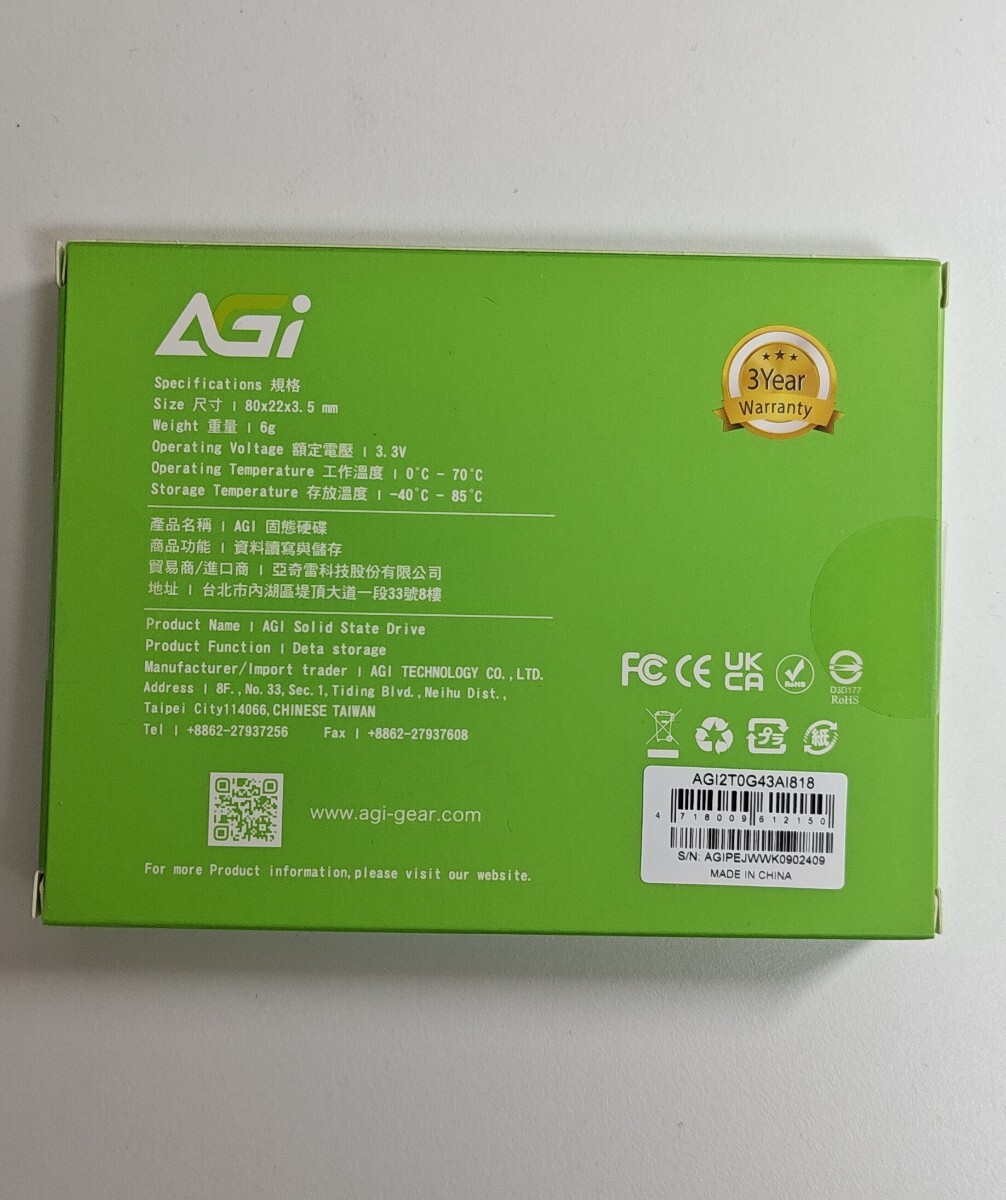 AGi
Specifications 規格
Size 尺寸 | 80x22x3.5 mm
Weight 重量 | 6g
Operating Voltage 額定電壓 | 3.3V
Operating Temperature 工作溫度 | 0°C - 70°C
Storage Temperature 存放溫度 | -40°C - 85°C
3Year
Warranty
產品名稱 | AGI 固態硬碟
商品功能 | 資料讀寫與儲存
貿易商/進口商 | 亞奇雷科技股份有限公司
地址 | 台北市內湖區堤頂大道一段33號8樓
Product Name | AGI Solid State Drive
Product Function | Deta storage
Manufacturer/Import trader | AGI TECHNOLOGY CO.,LTD.
Address | 8F.,No.33,Sec.1,Tiding Blvd.,Neihu Dist.,
Taipei City114066,CHINESE TAIWAN
Tel | +8862-27937256 Fax | +8862-27937608
FC CE UK CA RoHS
D3D177
RoHS
プラ 紙
www.agi-gear.com
For more Product information,please visit our website.
AGI2T0G43AI818
4 718009 612150
S/N: AGIPEJWWK0902409
MADE IN CHINA